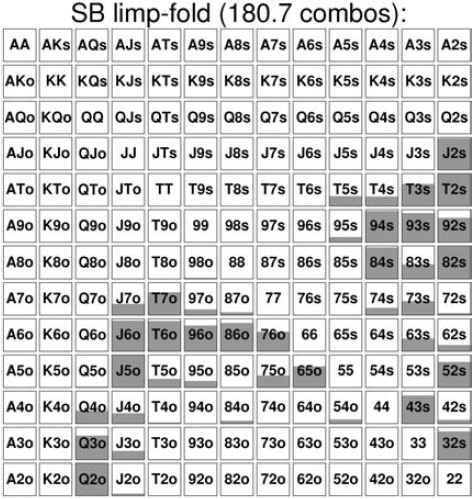 SB limp-fold (180.7 combos):
AA AKs AQs AJs ATs A9s A8s A7s A6s A5s A4s A3s A2s
AKo KK KQs KJs KTs K9s K8s K7s K6s K5s K4s K3s K2s
AQo KQo QQ QJs QTs Q9s Q8s Q7s Q6s Q5s Q4s Q3s Q2s
AJo KJo QJo JJ JTs J9s J8s J7s J6s J5s J4s J3s J2s
ATo KTo QTo JTo TT T9s T8s T7s T6s T5s T4s T3s T2s
A9o K9o Q9o J9o T9o 99 98s 97s 96s 95s 94s 93s 92s
A8o K8o Q8o J8o T8o 98o 88 87s 86s 85s 84s 83s 82s
A7o K7o Q7o J7o T7o 97o 87o 77 76s 75s 74s 73s 72s
A6o K6o Q6o J6o T6o 96o 86o 76o 66 65s 64s 63s 62s
A5o K5o Q5o J5o T5o 95o 85o 75o 65o 55 54s 53s 52s
A4o K4o Q4o J4o T4o 94o 84o 74o 64o 54o 44 43s 42s
A3o K3o Q3o J3o T3o 93o 83o 73o 63o 53o 43o 33 32s
A2o K2o Q2o J2o T2o 92o 82o 72o 62o 52o 42o 32o 22